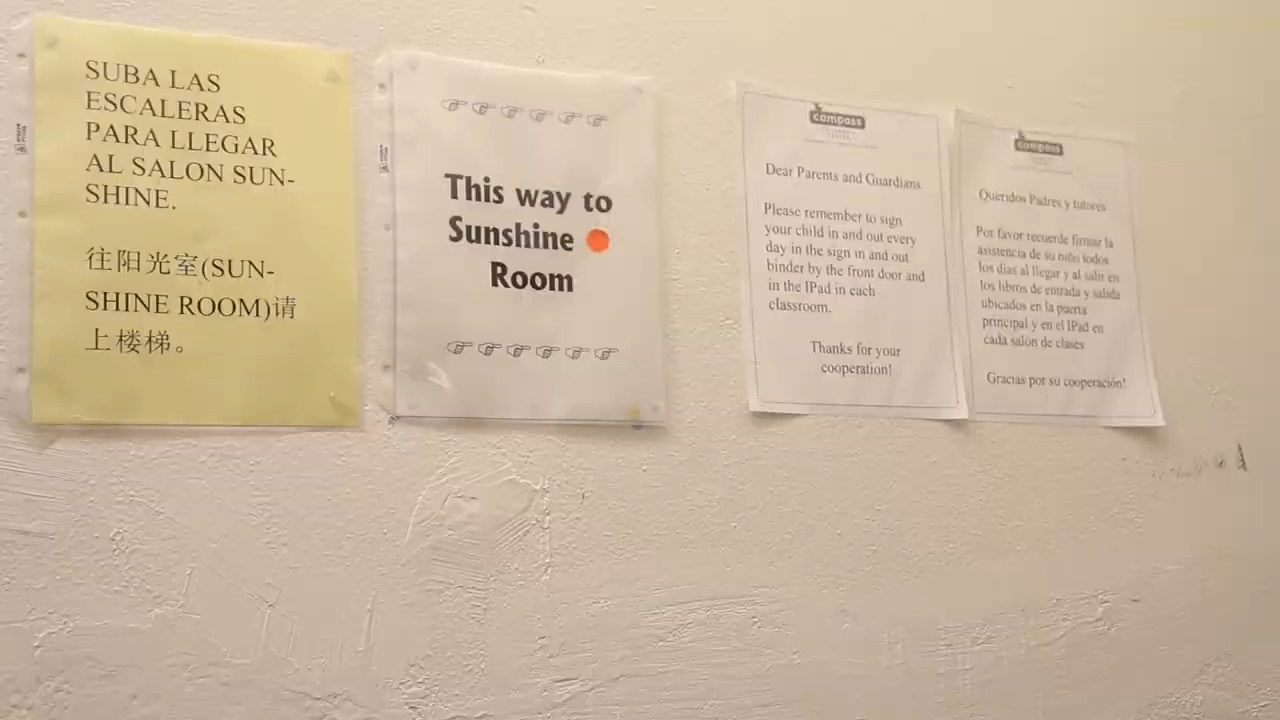 SUBA LAS
ESCALERAS
PARA LLEGAR
AL SALON SUN-
SHINE.
往阳光室(SUN-
SHINE ROOM)请
上楼梯。
This way to
Sunshine
Room
compass
Dear Parents and Guardians
Please remember to sign
your child in and out every
day in the sign in and out
binder by the front door and
in the IPad in each
classroom.
Thanks for your
cooperation!
compass
Queridos Padres y tutores
Por favor recuerde firmar la
asistencia de su niño todos
los dias al llegar y al salir en
los libros de entrada y salida
ubicados en la puerta
principal y en el IPad en
cada salon de clases
Gracias por su cooperación!